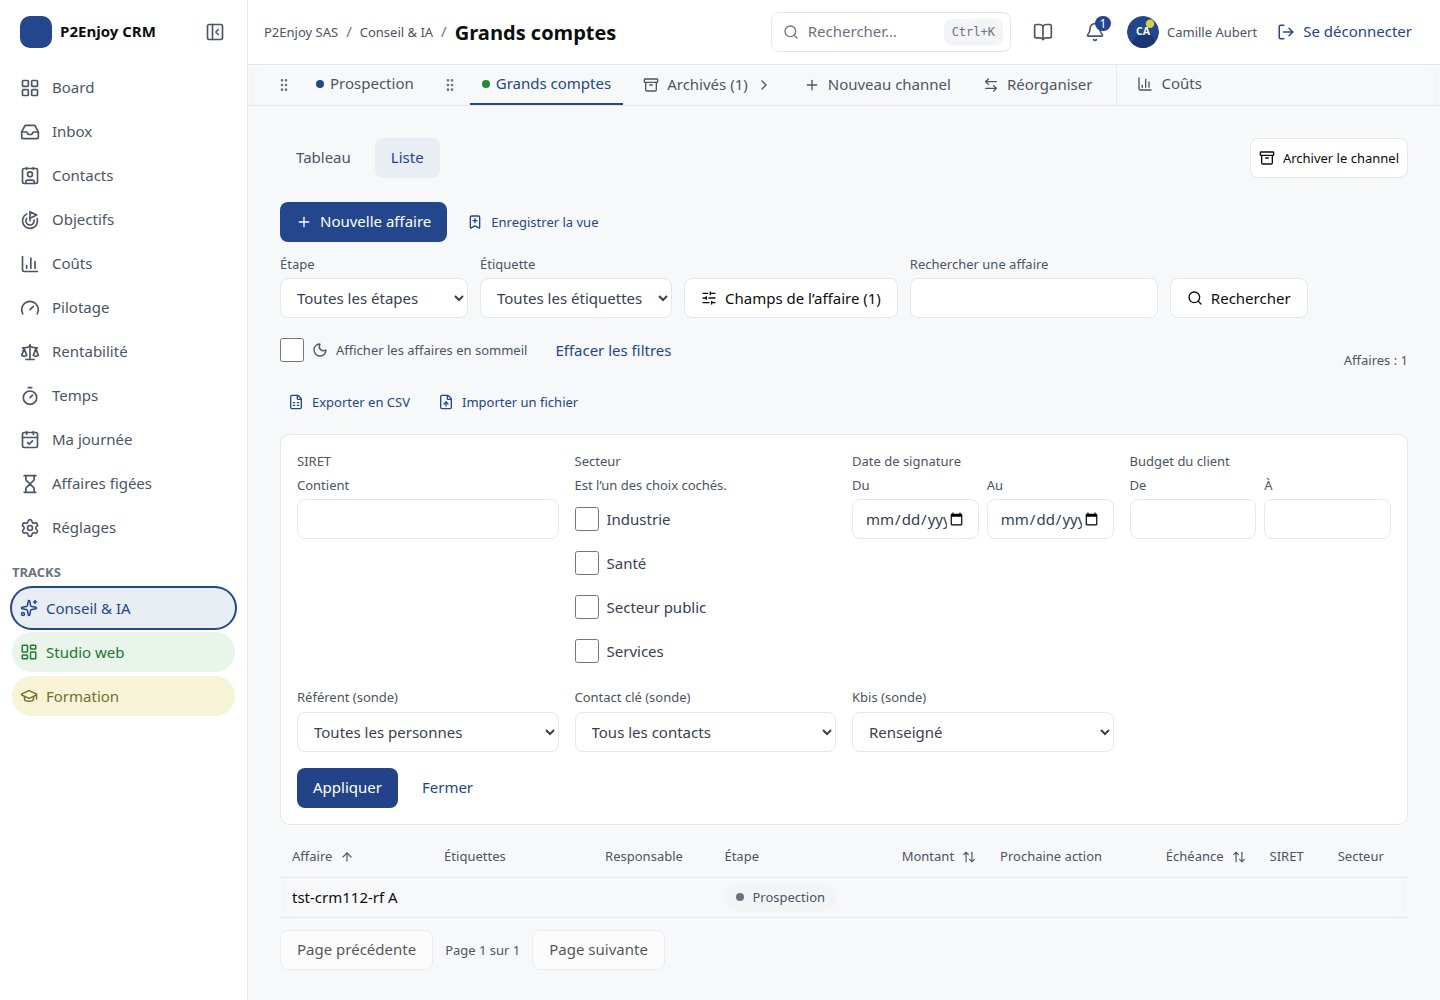 P2Enjoy CRM
P2Enjoy SAS / Conseil & IA / Grands comptes
Rechercher... Ctrl+K
1
CA
Camille Aubert
Se déconnecter
Board
Inbox
Contacts
Objectifs
Coûts
Pilotage
Rentabilité
Temps
Ma journée
Affaires figées
Réglages
TRACKS
Conseil & IA
Studio web
Formation
Prospection
Grands comptes
Archivés (1)
Nouveau channel
Réorganiser
Coûts
Tableau
Liste
Archiver le channel
Nouvelle affaire
Enregistrer la vue
Étape
Toutes les étapes
Étiquette
Toutes les étiquettes
Champs de l’affaire (1)
Rechercher une affaire
Rechercher
Afficher les affaires en sommeil
Effacer les filtres
Affaires : 1
Exporter en CSV
Importer un fichier
SIRET
Contient
Secteur
Est l’un des choix cochés.
Industrie
Santé
Secteur public
Services
Date de signature
Du
mm/dd/yyy
Au
mm/dd/yyy
Budget du client
De
À
Référent (sonde)
Toutes les personnes
Contact clé (sonde)
Tous les contacts
Kbis (sonde)
Renseigné
Appliquer
Fermer
Affaire Étiquettes Responsable Étape Montant Prochaine action Échéance SIRET Secteur
tst-crm112-rf A Prospection
Page précédente Page 1 sur 1 Page suivante